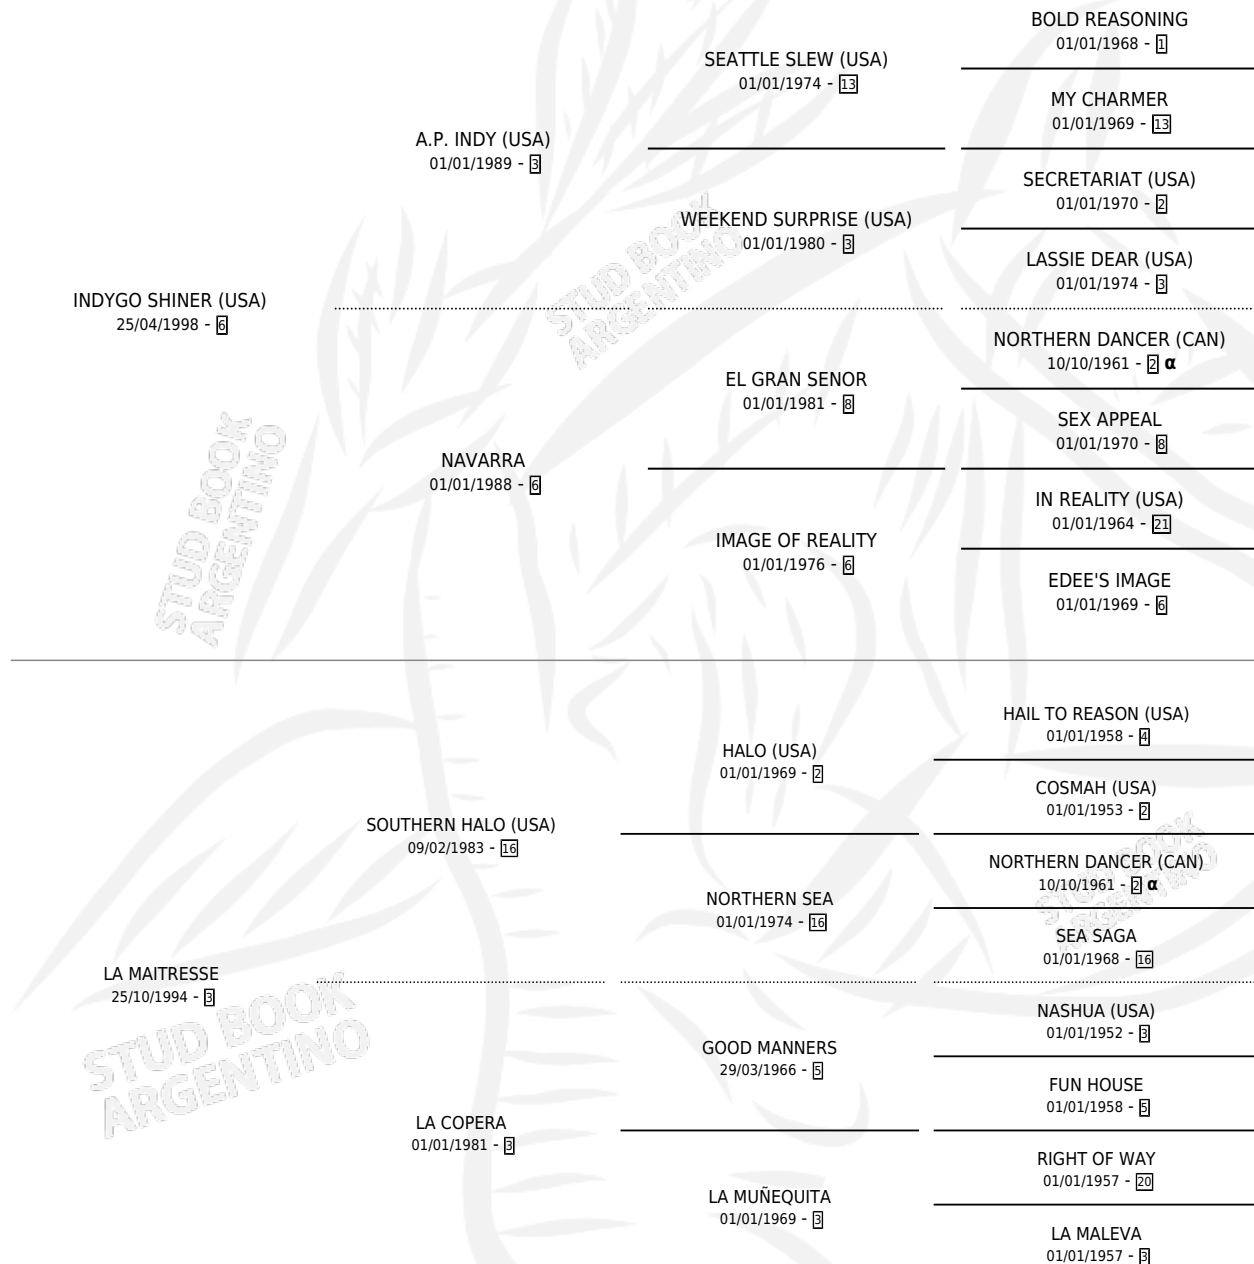 BOLD REASONING
01/01/1968 - 1
SEATTLE SLEW (USA)
01/01/1974 - 13
MY CHARMER
01/01/1969 - 13
A.P. INDY (USA)
01/01/1989 - 3
SECRETARIAT (USA)
01/01/1970 - 2
WEEKEND SURPRISE (USA)
01/01/1980 - 3
LASSIE DEAR (USA)
01/01/1974 - 3
INDYGO SHINER (USA)
25/04/1998 - 6
NORTHERN DANCER (CAN)
10/10/1961 - 2 α
EL GRAN SENOR
01/01/1981 - 8
SEX APPEAL
01/01/1970 - 8
NAVARRA
01/01/1988 - 6
IN REALITY (USA)
01/01/1964 - 21
IMAGE OF REALITY
01/01/1976 - 6
EDEE'S IMAGE
01/01/1969 - 6
HAIL TO REASON (USA)
01/01/1958 - 4
HALO (USA)
01/01/1969 - 2
COSMAH (USA)
01/01/1953 - 2
SOUTHERN HALO (USA)
09/02/1983 - 16
NORTHERN DANCER (CAN)
10/10/1961 - 2 α
NORTHERN SEA
01/01/1974 - 16
SEA SAGA
01/01/1968 - 16
LA MAITRESSE
25/10/1994 - 3
NASHUA (USA)
01/01/1952 - 3
GOOD MANNERS
29/03/1966 - 5
FUN HOUSE
01/01/1958 - 5
LA COPERA
01/01/1981 - 3
RIGHT OF WAY
01/01/1957 - 20
LA MUÑEQUITA
01/01/1969 - 3
LA MALEVA
01/01/1957 - 3
STUD BOOK
ARGENTINO
STUD BOOK
ARGENTINO
STUD BOOK
ARGENTINO
STUD BOOK
ARGENTINO